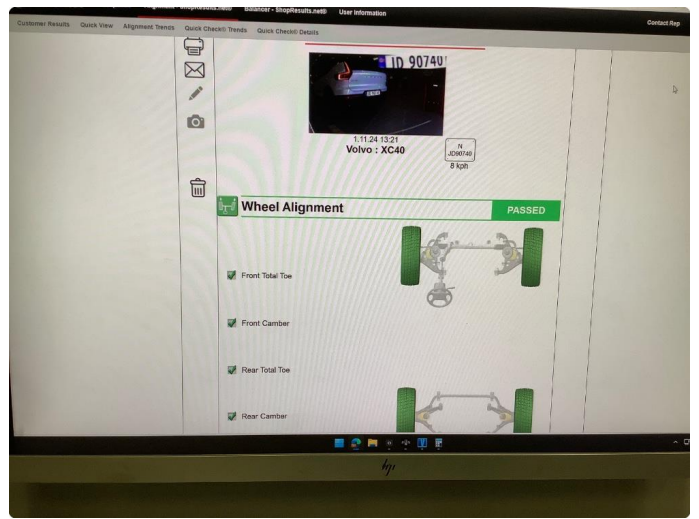 Balancer - ShopResults.net® User Information
Contact Rep
Customer Results Quick View Alignment Trends Quick Check® Trends Quick Check® Details
JD 90740
1.11.24 13:21
Volvo : XC40
N
JD90740
8 kph
Wheel Alignment PASSED
Front Total Toe
Front Camber
Rear Total Toe
Rear Camber
hp